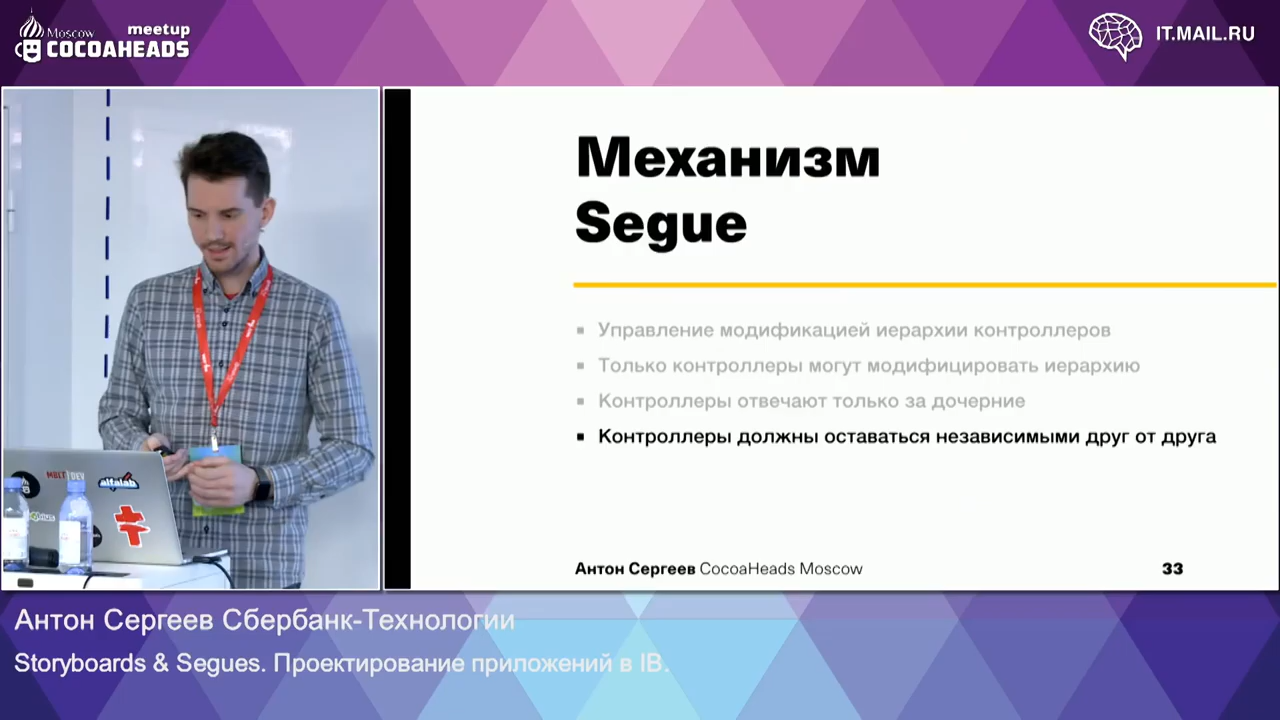 Moscow meetup
COCOAHEADS
IT.MAIL.RU
Механизм
Segue
Управление модификацией иерархии контроллеров
Только контроллеры могут модифицировать иерархию
Контроллеры отвечают только за дочерние
Контроллеры должны оставаться независимыми друг от друга
Антон Сергеев CocoaHeads Moscow
33
alfalab
Антон Сергеев Сбербанк-Технологии
Storyboards & Segues. Проектирование приложений в IB.